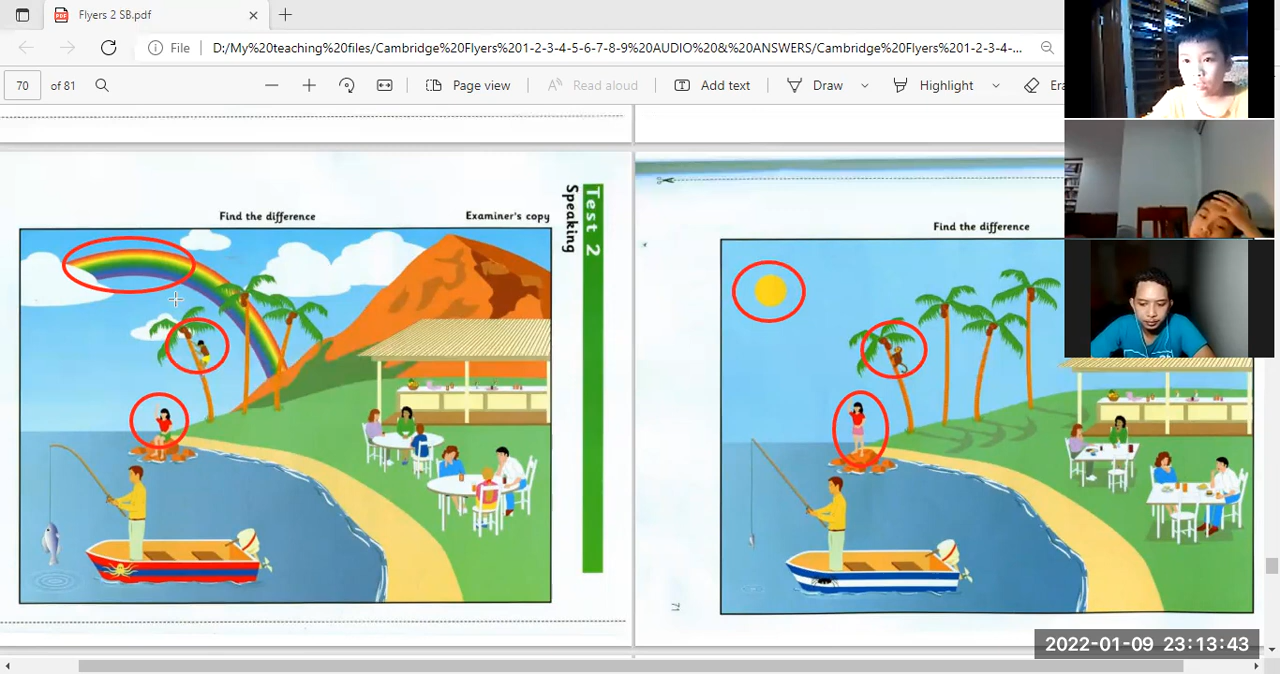 Flyers 2 SB.pdf
File D:/My%20teaching%20files/Cambridge%20Flyers%201-2-3-4-5-6-7-8-9%20AUDIO%20&%20ANSWERS/Cambridge%20Flyers%201-2-3-4-...
70 of 81 Page view Read aloud Add text Draw Highlight Era
Test 2
Speaking
Find the difference Examiner's copy
Find the difference
71
2022-01-09 23:13:43